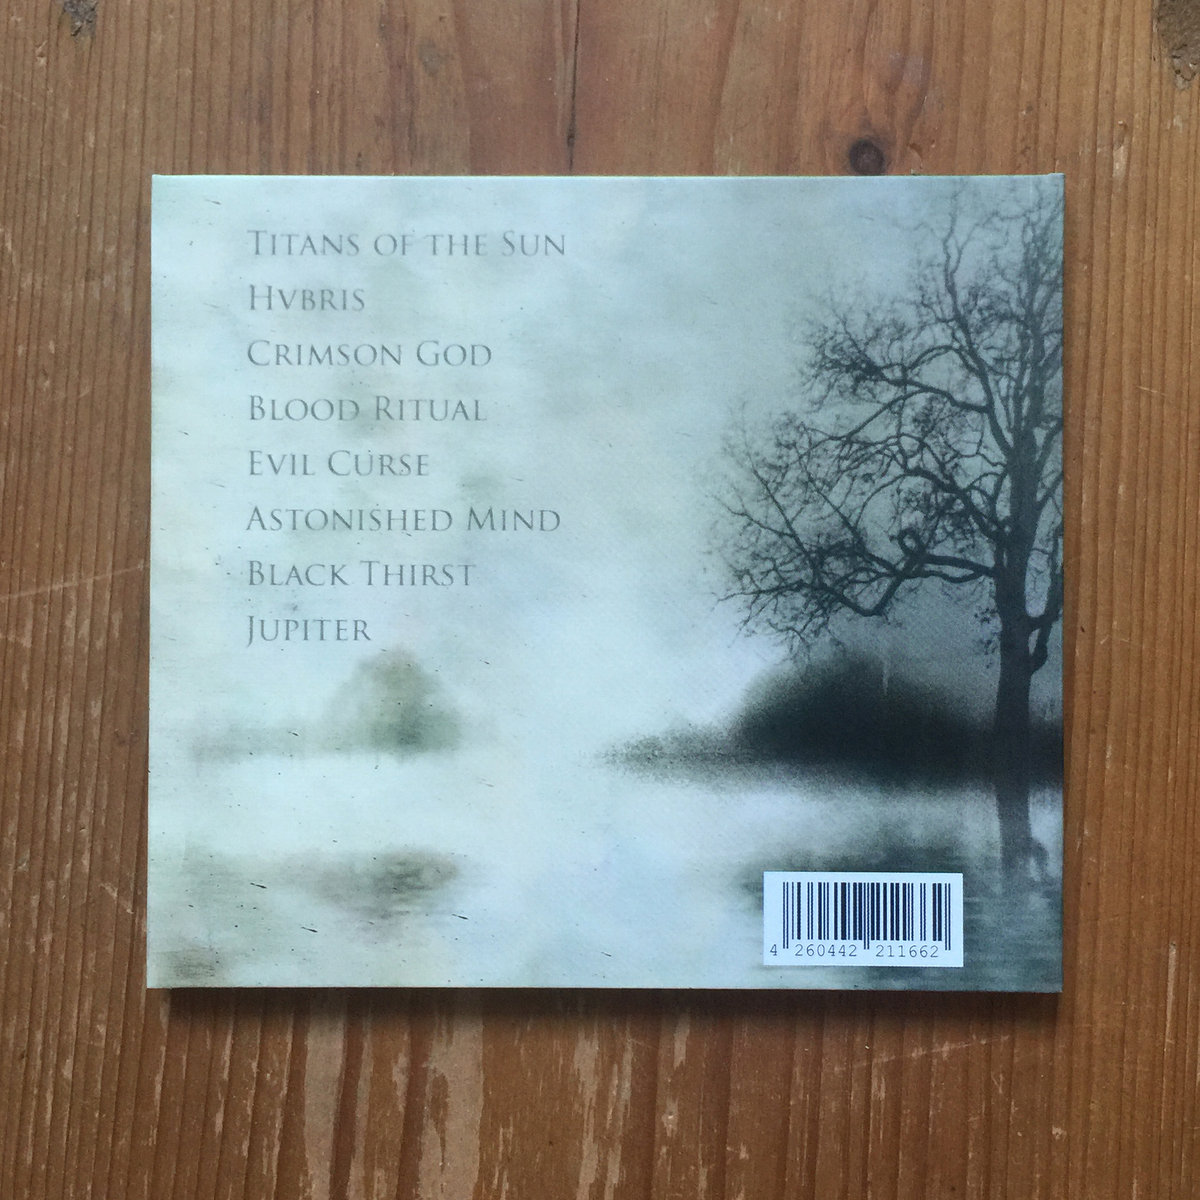 Titans of the Sun
Hvbris
Crimson God
Blood Ritual
Evil Curse
Astonished Mind
Black Thirst
Jupiter
4 260442 211662